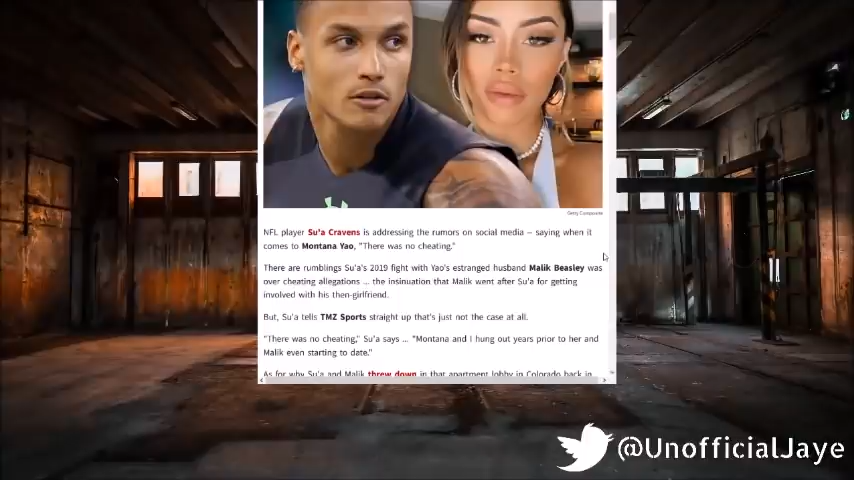 Getty Composite
NFL player Su'a Cravens is addressing the rumors on social media -- saying when it
comes to Montana Yao, "There was no cheating."
There are rumblings Su'a's 2019 fight with Yao's estranged husband Malik Beasley was
over cheating allegations ... the insinuation that Malik went after Su'a for getting
involved with his then-girlfriend.
But, Su'a tells TMZ Sports straight up that's just not the case at all.
"There was no cheating," Su'a says ... "Montana and I hung out years prior to her and
Malik even starting to date."
As for why Su'a and Malik threw down in that apartment lobby in Colorado back in
@UnofficialJaye